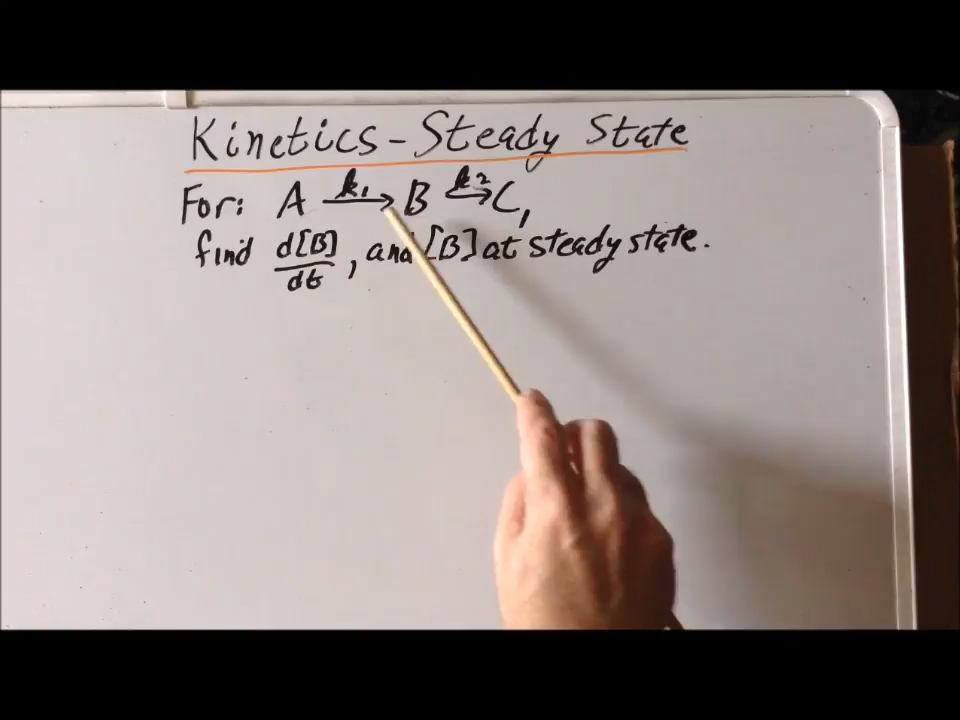 Kinetics - Steady State
For: A k₁ → B k₂ → C,
find d[B]/dt, and [B] at steady state.